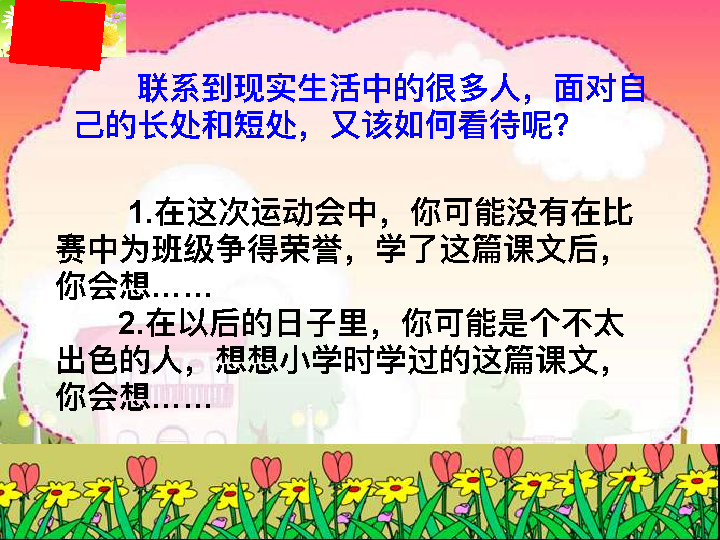 联系到现实生活中的很多人，面对自
己的长处和短处，又该如何看待呢？
1.在这次运动会中，你可能没有在比
赛中为班级争得荣誉，学了这篇课文后，
你会想……
2.在以后的日子里，你可能是个不太
出色的人，想想小学时学过的这篇课文，
你会想……